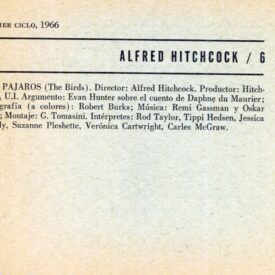 ER CICLO, 1966
ALFRED HITCHCOCK / 6
PAJAROS (The Birds). Director: Alfred Hitchcock. Productor: Hitch-
, U.I. Argumento: Evan Hunter sobre el cuento de Daphne du Maurier;
grafía (a colores): Robert Burks; Música: Remi Gassman y Oskar
; Montaje: G. Tomasini. Intérpretes: Rod Taylor, Tippi Hedsen, Jessica
dy, Suzanne Pleshette, Verónica Cartwright, Carles McGraw.